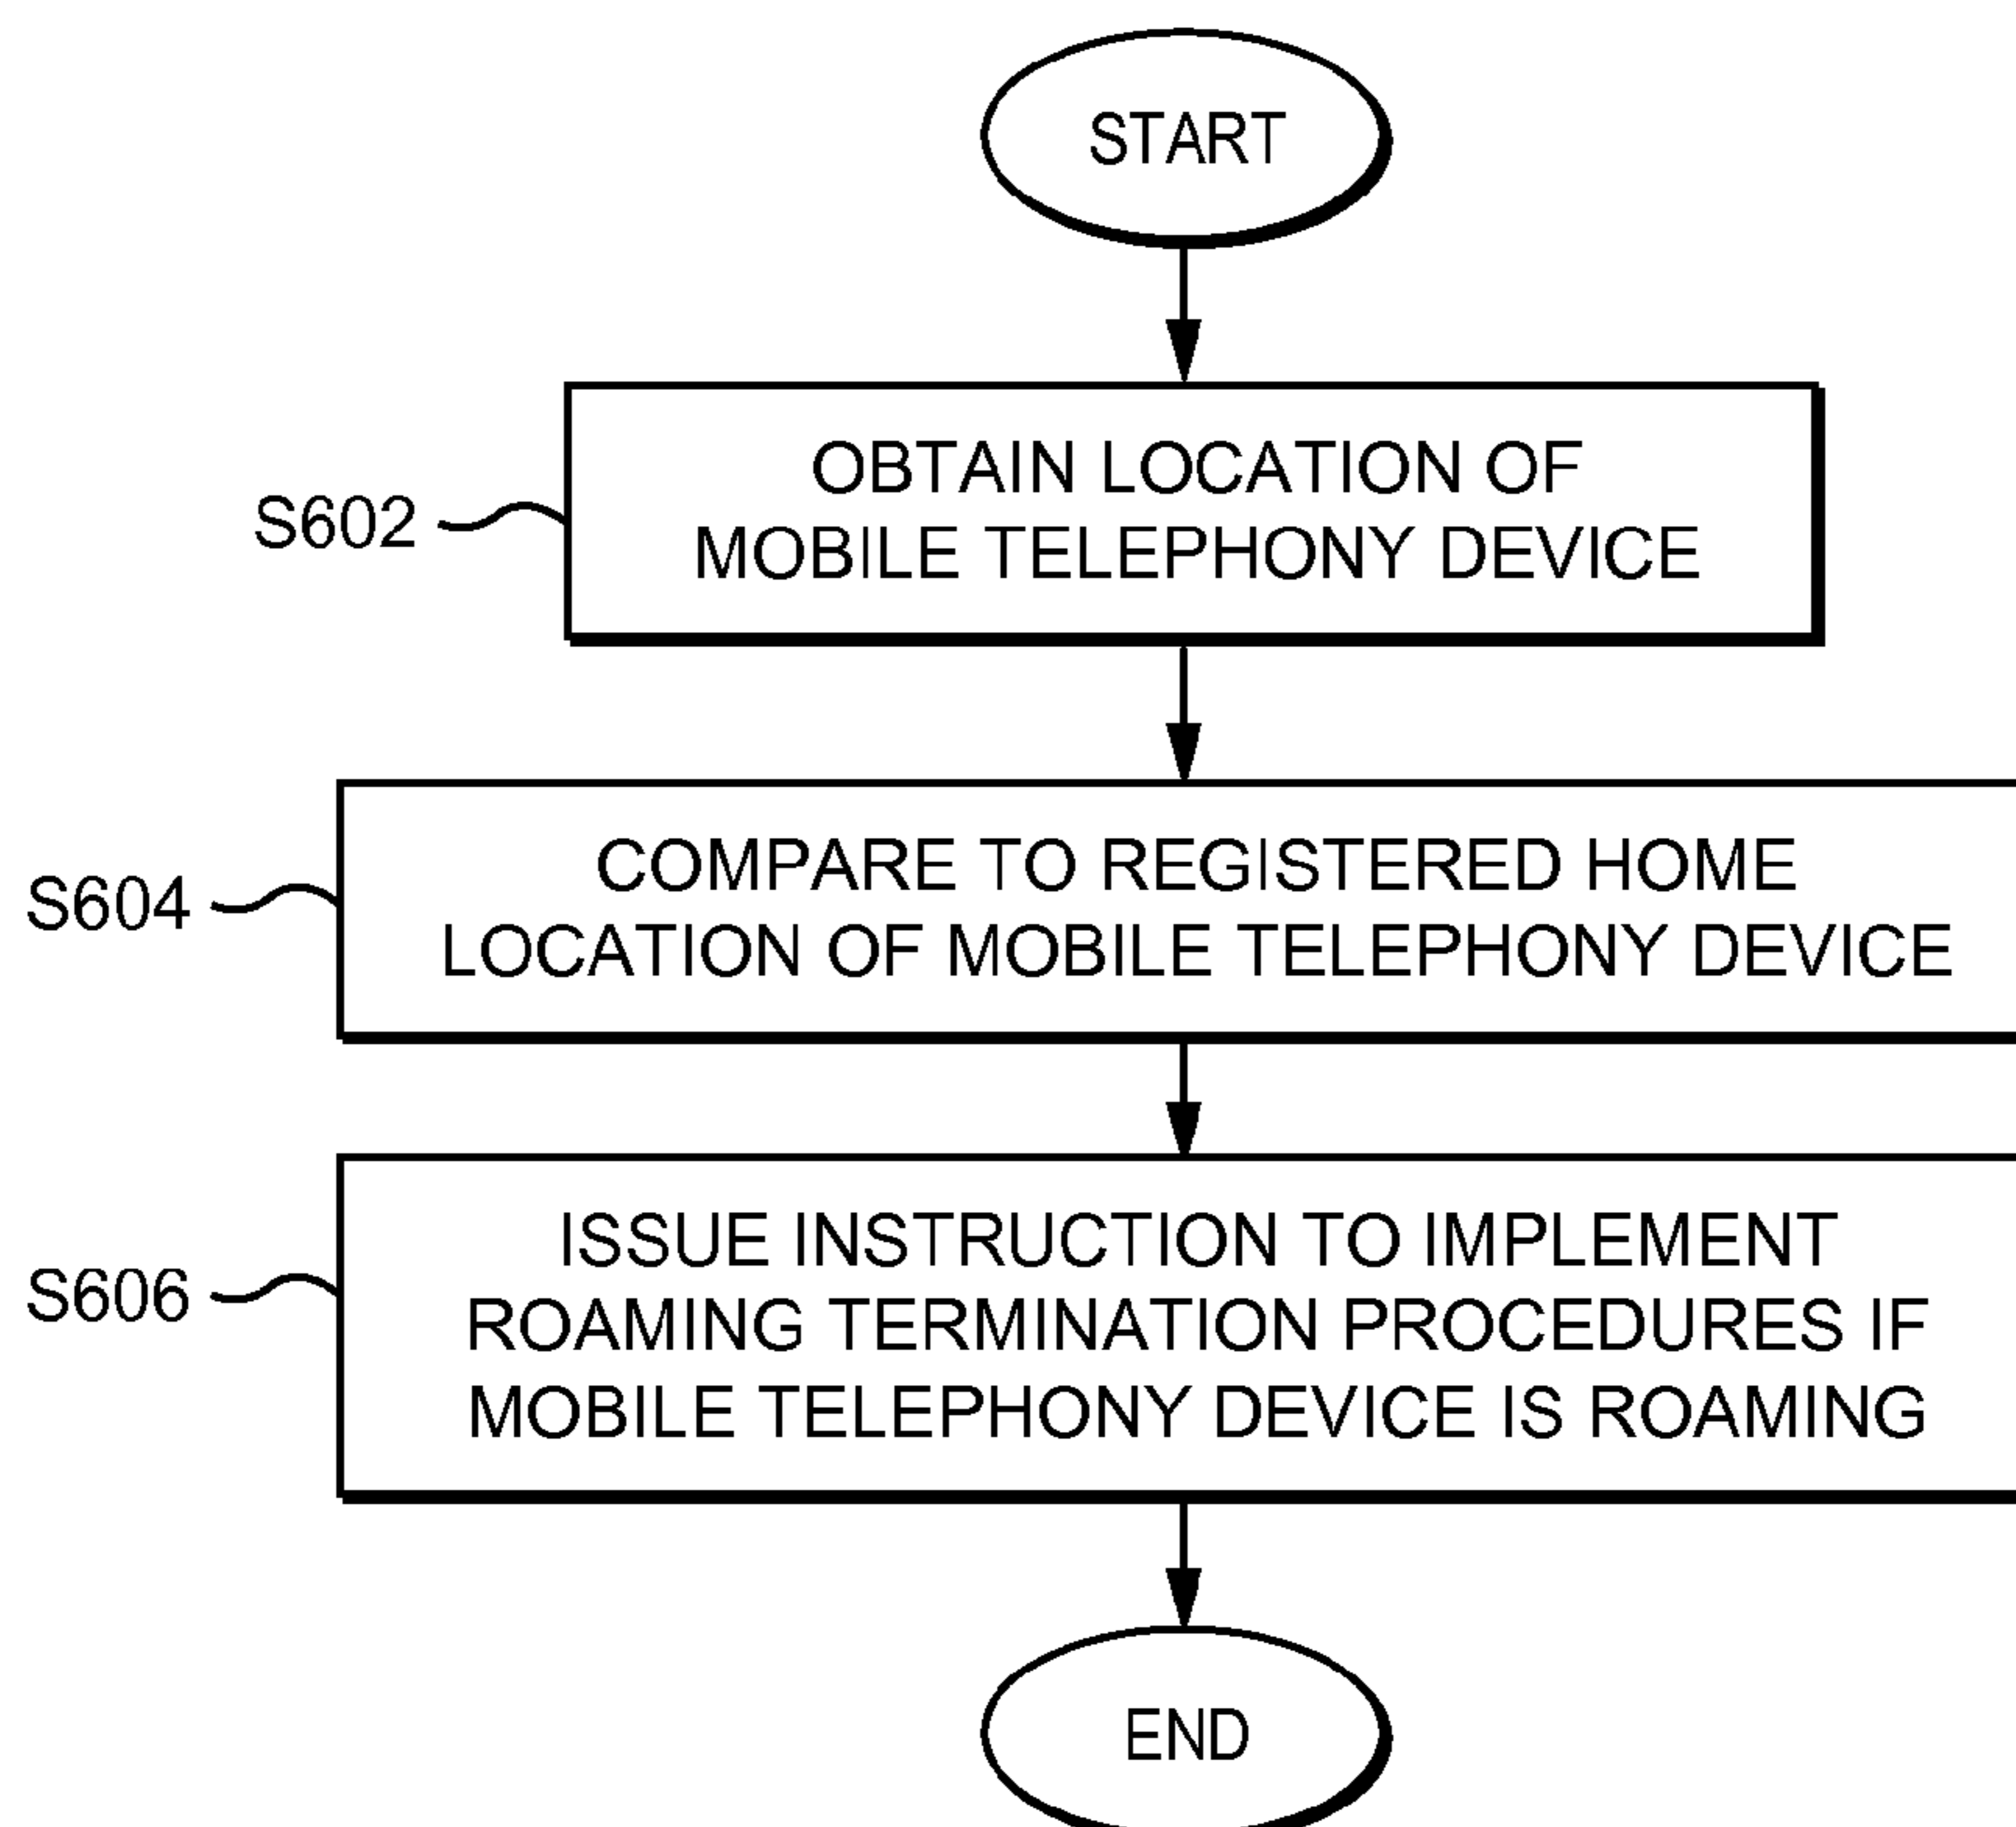 START
OBTAIN LOCATION OF
MOBILE TELEPHONY DEVICE
S602
COMPARE TO REGISTERED HOME
LOCATION OF MOBILE TELEPHONY DEVICE
S604
ISSUE INSTRUCTION TO IMPLEMENT
ROAMING TERMINATION PROCEDURES IF
MOBILE TELEPHONY DEVICE IS ROAMING
S606
END